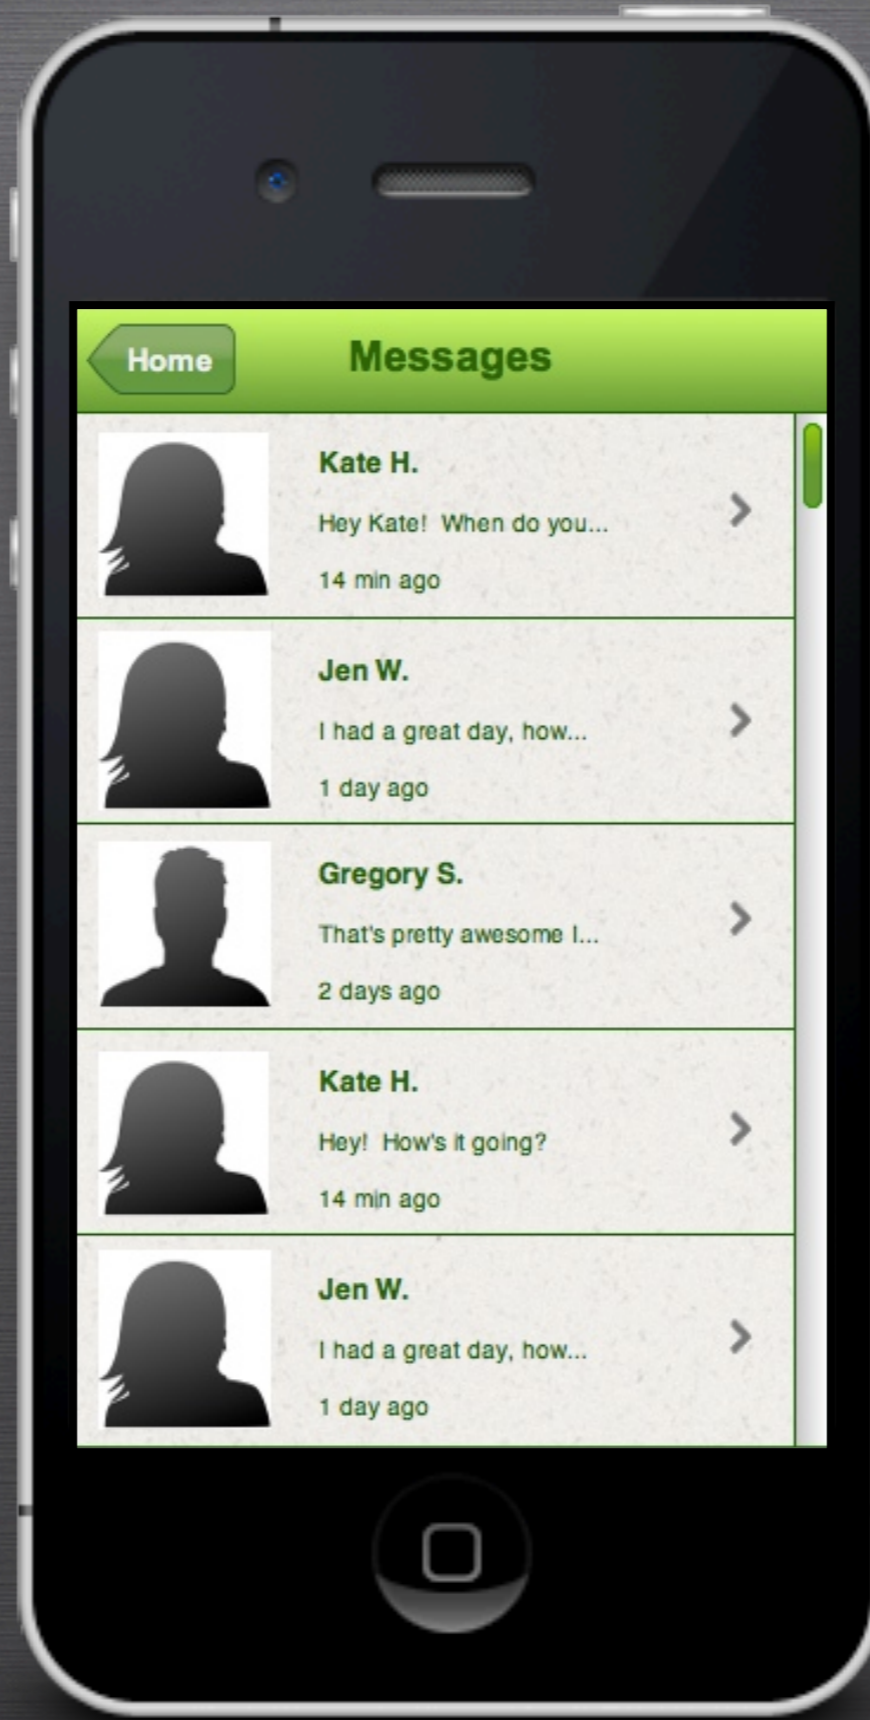 Home
Messages
Kate H.
Hey Kate!  When do you...
14 min ago
Jen W.
I had a great day, how...
1 day ago
Gregory S.
That's pretty awesome I...
2 days ago
Kate H.
Hey!  How's it going?
14 min ago
Jen W.
I had a great day, how...
1 day ago